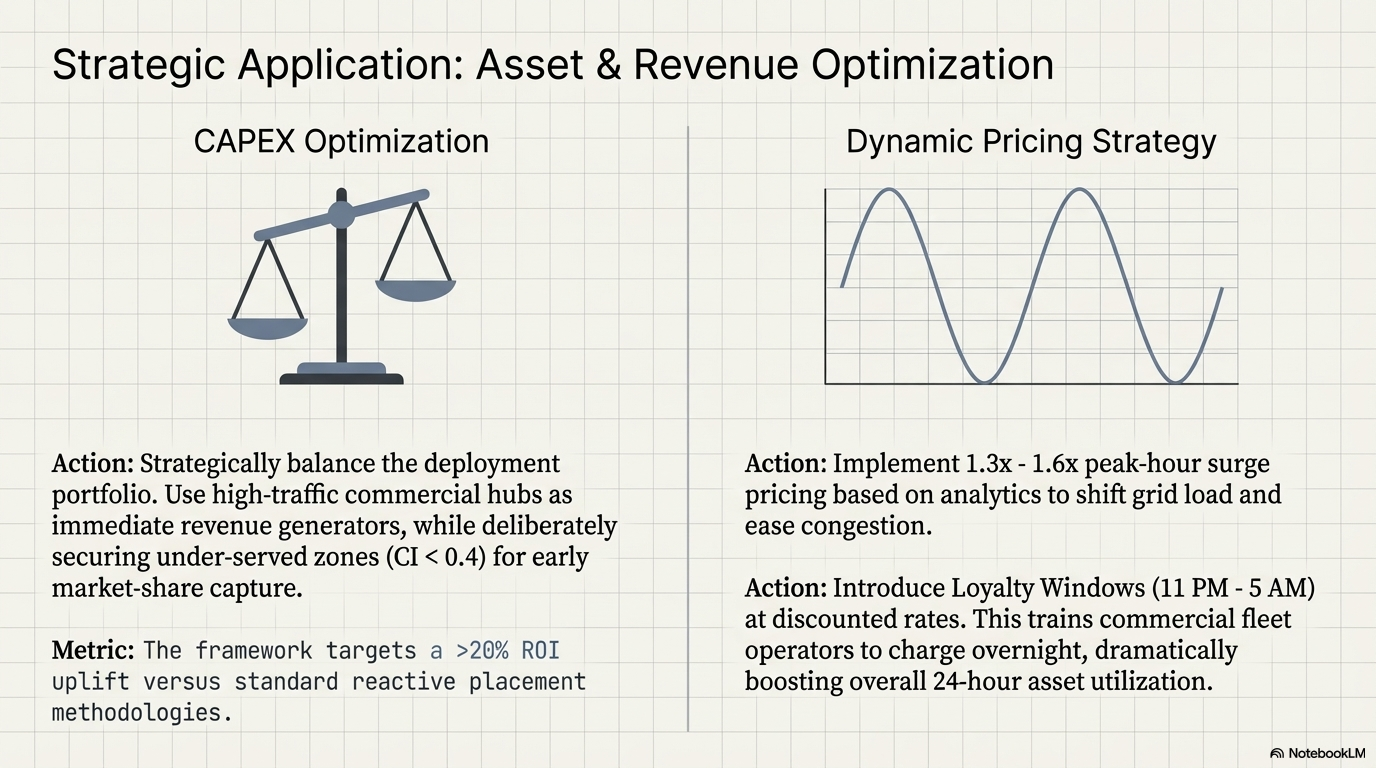 Strategic Application: Asset & Revenue Optimization
CAPEX Optimization
Action: Strategically balance the deployment
portfolio. Use high-traffic commercial hubs as
immediate revenue generators, while deliberately
securing under-served zones (CI < 0.4) for early
market-share capture.
Metric: The framework targets a >20% ROI
uplift versus standard reactive placement
methodologies.
Dynamic Pricing Strategy
Action: Implement 1.3x - 1.6x peak-hour surge
pricing based on analytics to shift grid load and
ease congestion.
Action: Introduce Loyalty Windows (11 PM - 5 AM)
at discounted rates. This trains commercial fleet
operators to charge overnight, dramatically
boosting overall 24-hour asset utilization.
NotebookLM